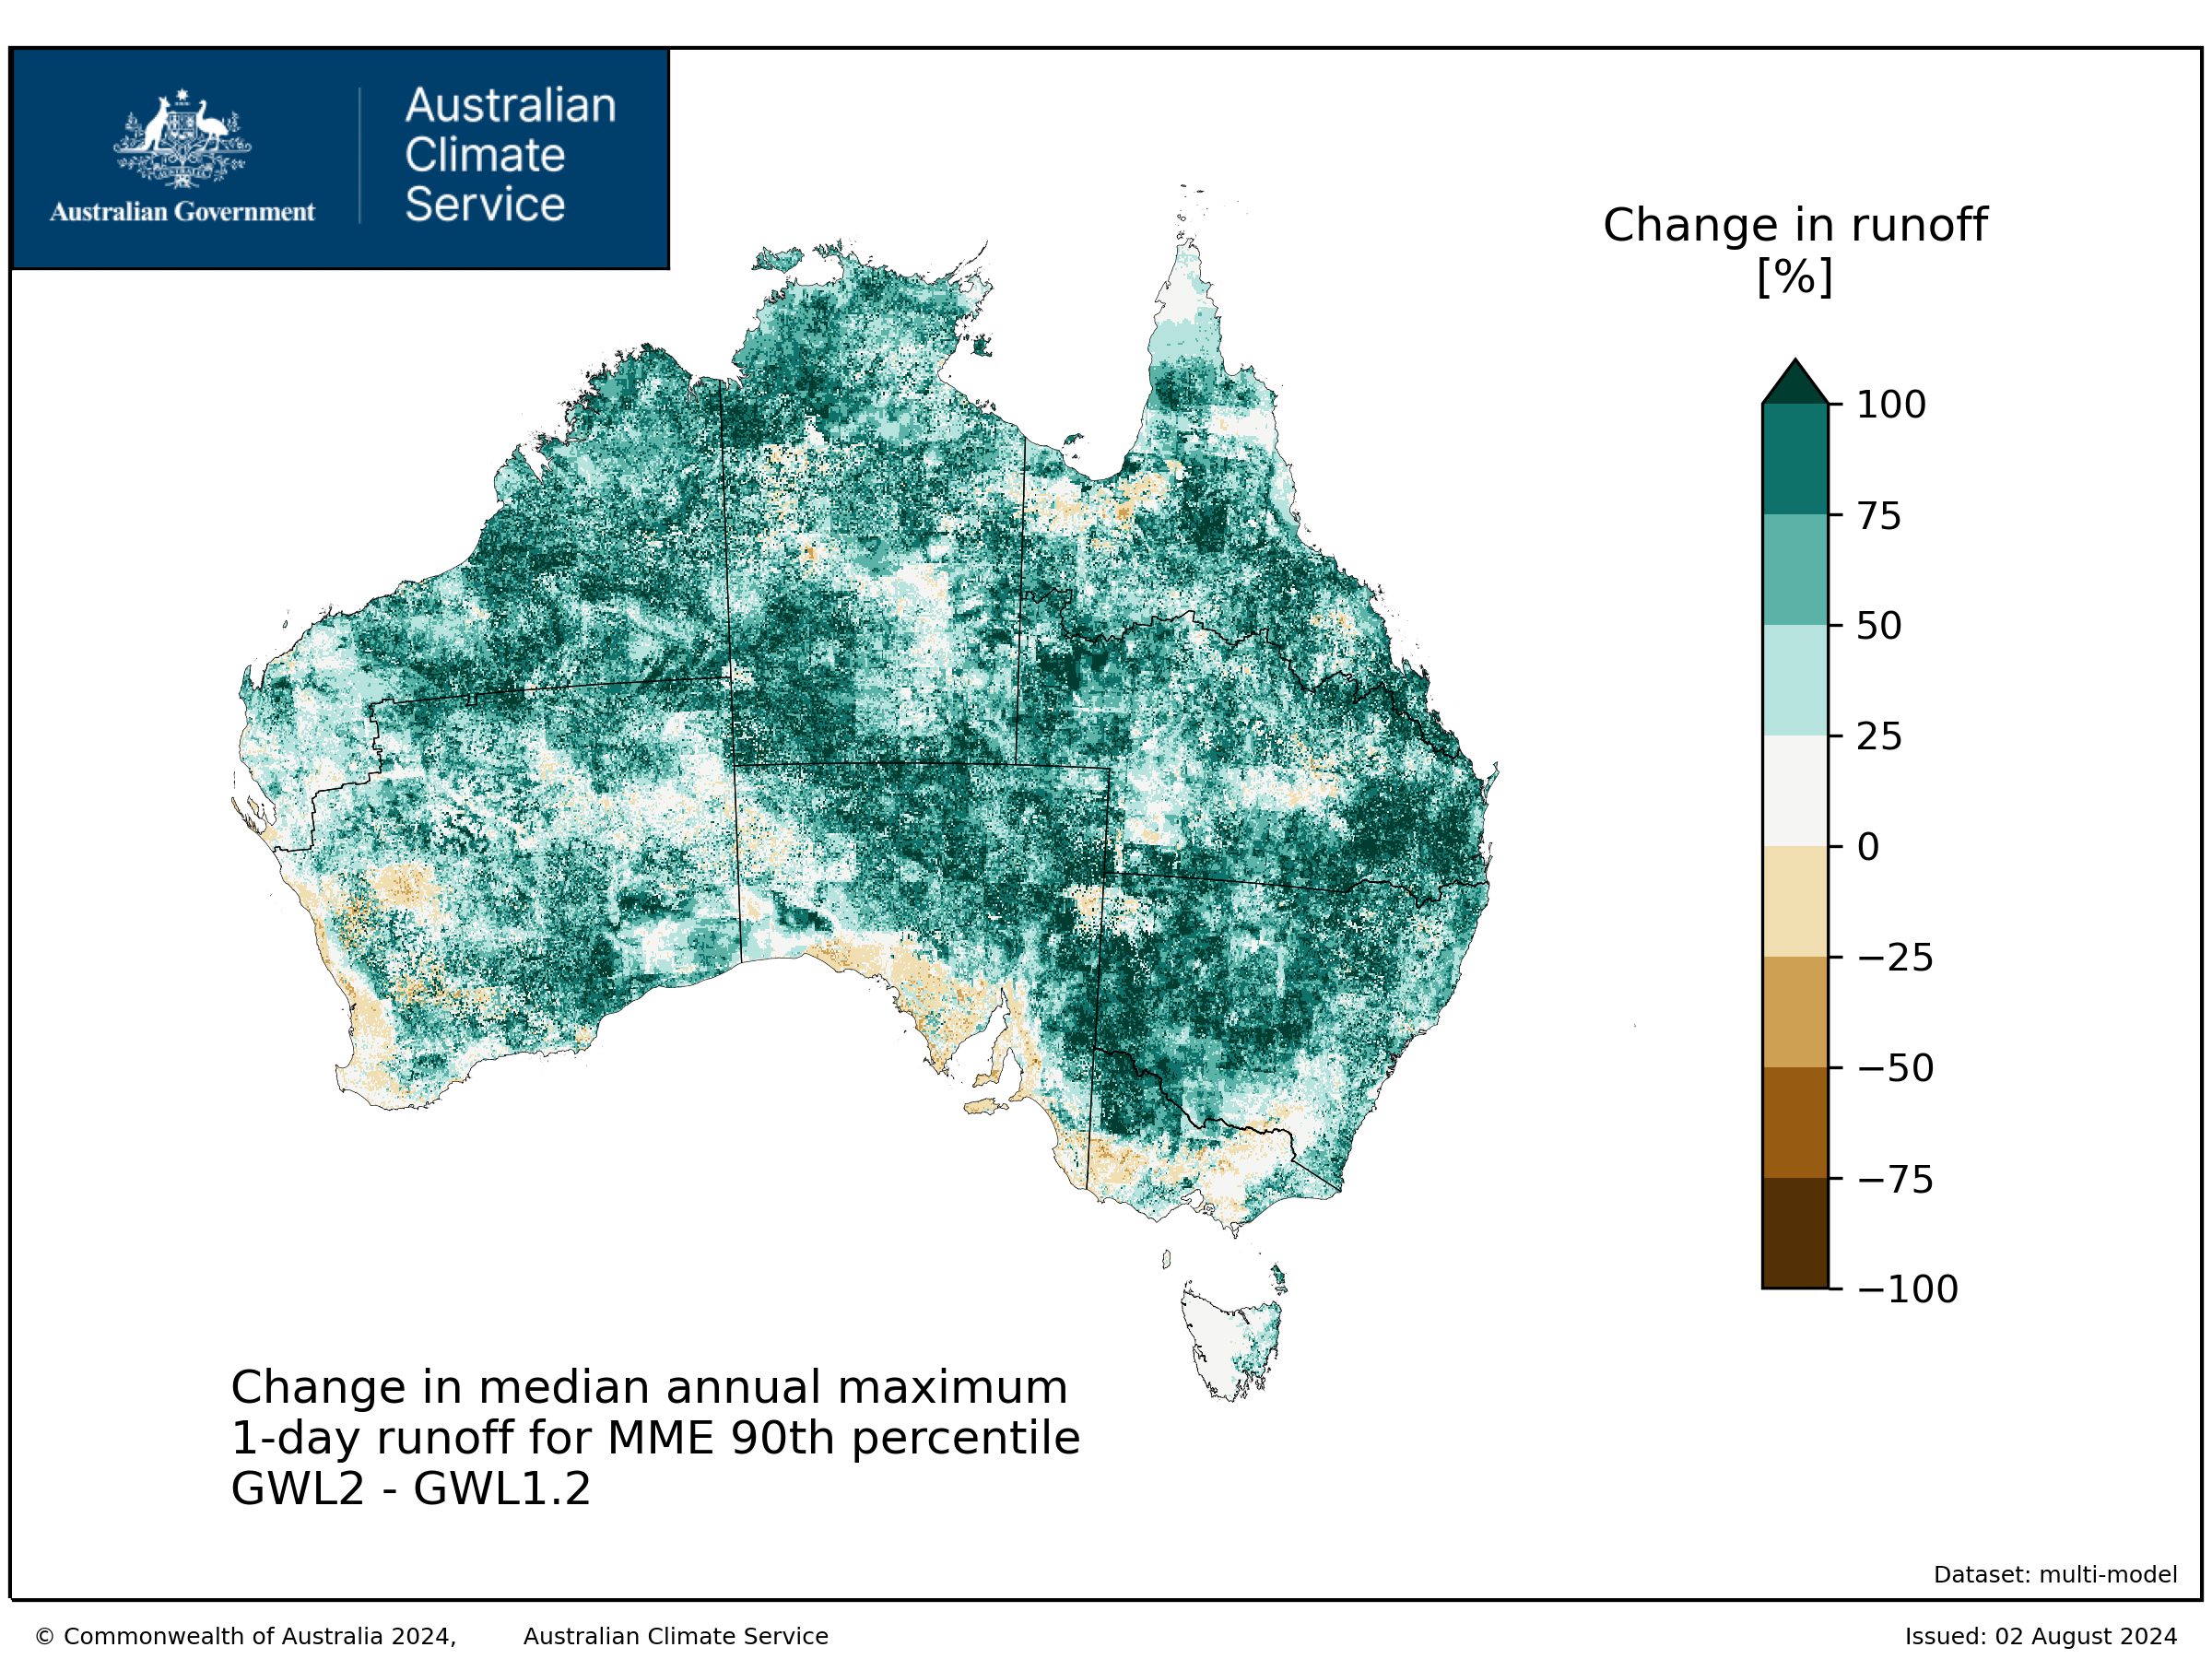 Australian Government
Australian
Climate
Service
Change in runoff
[%]
100
75
50
25
0
−25
−50
−75
−100
Change in median annual maximum
1-day runoff for MME 90th percentile
GWL2 - GWL1.2
Dataset: multi-model
© Commonwealth of Australia 2024, Australian Climate Service
Issued: 02 August 2024